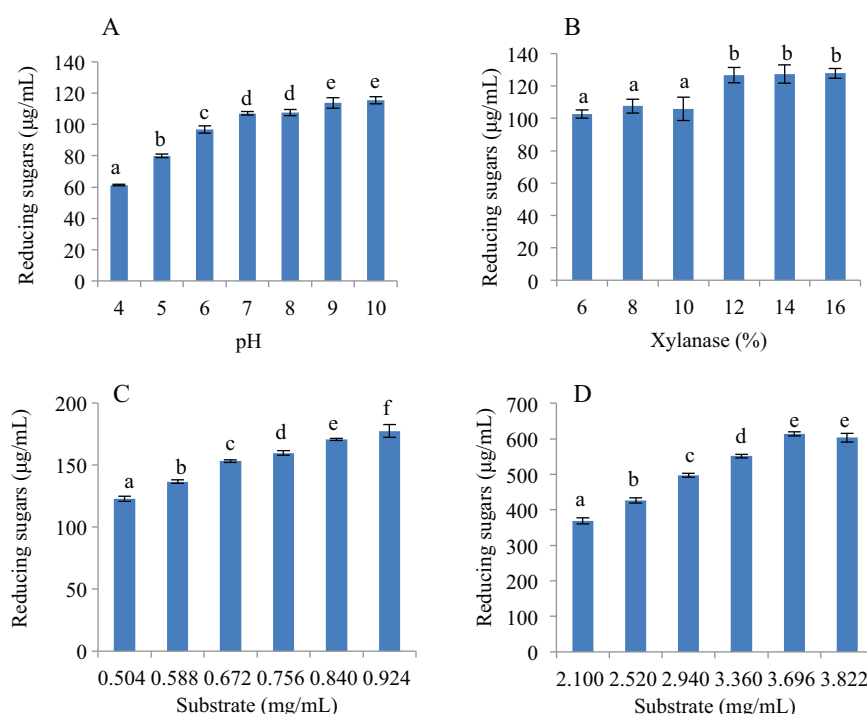 A
Reducing sugars (µg/mL)
140
120
100
80
60
40
20
0
a
b
c
d
d
e
e
4 5 6 7 8 9 10
pH
B
Reducing sugars (µg/mL)
140
120
100
80
60
40
20
0
a
a
a
b
b
b
6 8 10 12 14 16
Xylanase (%)
C
Reducing sugars (µg/mL)
200
150
100
50
0
a
b
c
d
e
f
0.504 0.588 0.672 0.756 0.840 0.924
Substrate (mg/mL)
D
Reducing sugars (µg/mL)
700
600
500
400
300
200
100
0
a
b
c
d
e
e
2.100 2.520 2.940 3.360 3.696 3.822
Substrate (mg/mL)